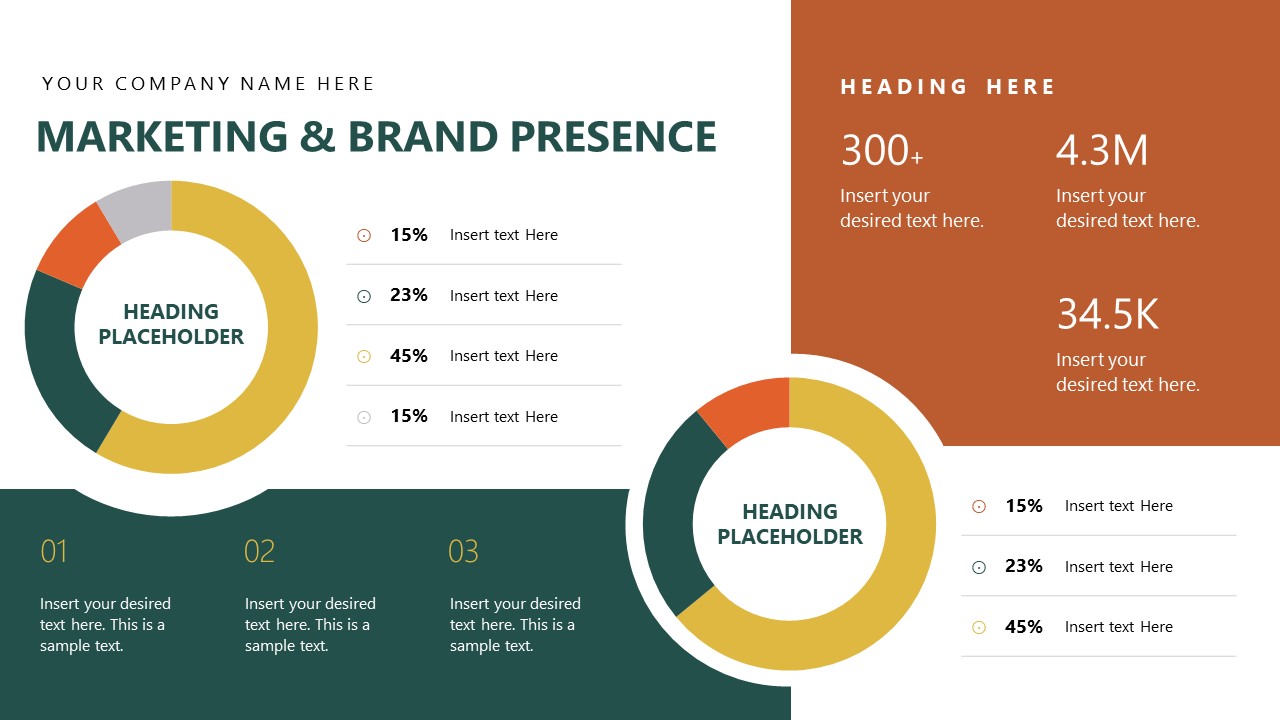 YOUR COMPANY NAME HERE
MARKETING & BRAND PRESENCE
HEADING
PLACEHOLDER
15% Insert text Here
23% Insert text Here
45% Insert text Here
15% Insert text Here
HEADING HERE
300+
Insert your
desired text here.
4.3M
Insert your
desired text here.
34.5K
Insert your
desired text here.
01
Insert your desired
text here. This is a
sample text.
02
Insert your desired
text here. This is a
sample text.
03
Insert your desired
text here. This is a
sample text.
HEADING
PLACEHOLDER
15% Insert text Here
23% Insert text Here
45% Insert text Here